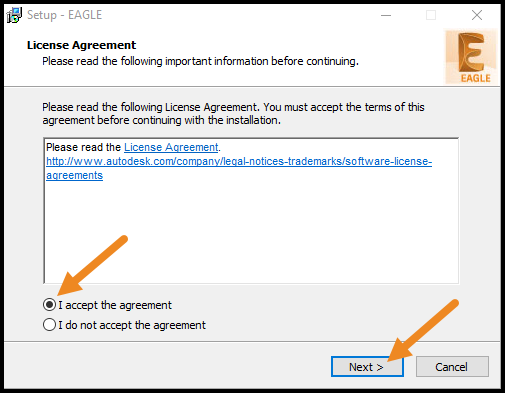 Setup - EAGLE
License Agreement
Please read the following important information before continuing.
EAGLE
Please read the following License Agreement. You must accept the terms of this
agreement before continuing with the installation.
Please read the License Agreement.
http://www.autodesk.com/company/legal-notices-trademarks/software-license-
agreements
I accept the agreement
I do not accept the agreement
Next >
Cancel